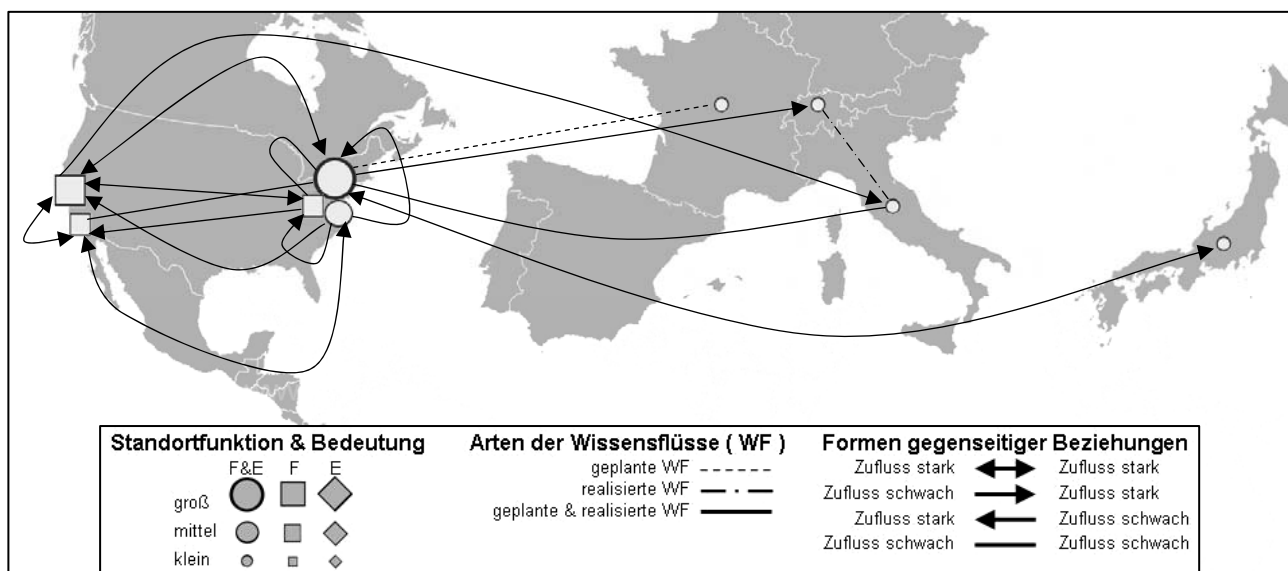 Standortfunktion & Bedeutung
F&E F E
groß
mittel
klein
Arten der Wissensflüsse ( WF )
geplante WF
realisierte WF
geplante & realisierte WF
Formen gegenseitiger Beziehungen
Zufluss stark Zufluss stark
Zufluss schwach Zufluss stark
Zufluss stark Zufluss schwach
Zufluss schwach Zufluss schwach